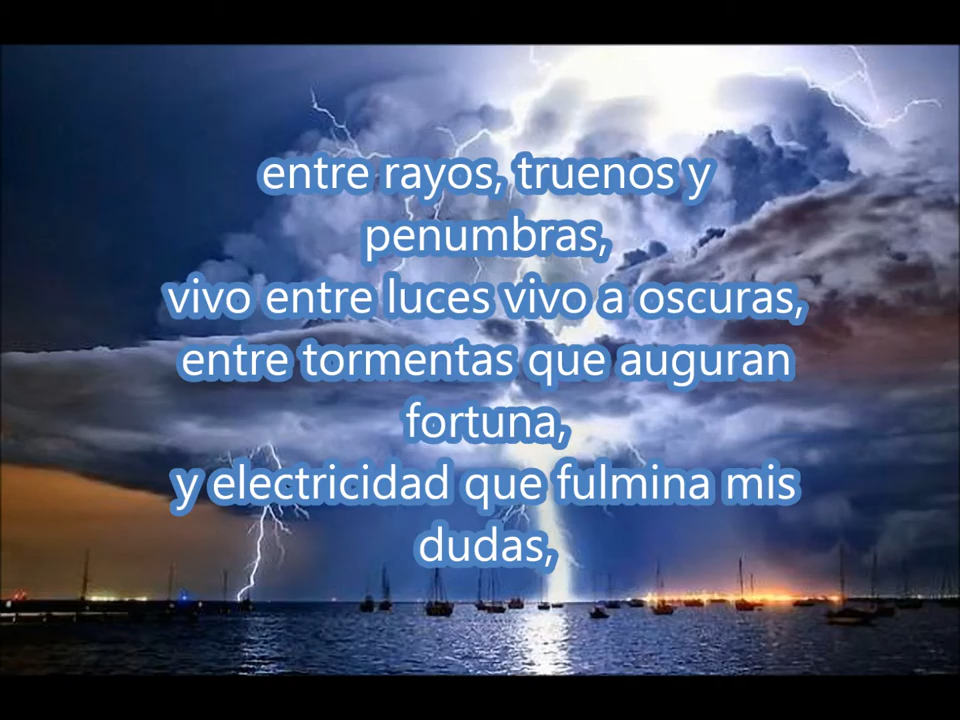 entre rayos, truenos y
penumbras,
vivo entre luces vivo a oscuras,
entre tormentas que auguran
fortuna,
y electricidad que fulmina mis
dudas,